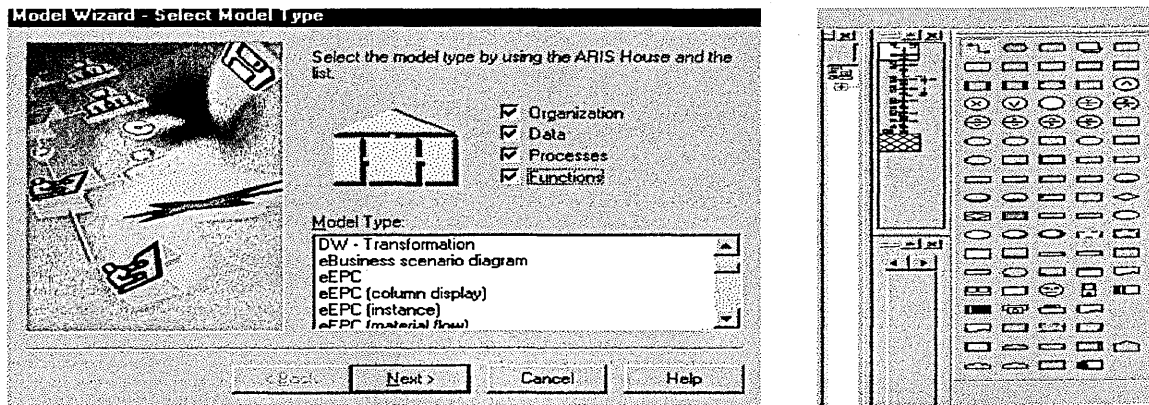 Model Wizard - Select Model Type
Select the model type by using the ARIS House and the
list.
Organization
Data
Processes
Functions
Model Type:
DW - Transformation
eBusiness scenario diagram
eEPC
eEPC (column display)
eEPC (instance)
eEPC (material flow)
< Back
Next >
Cancel
Help